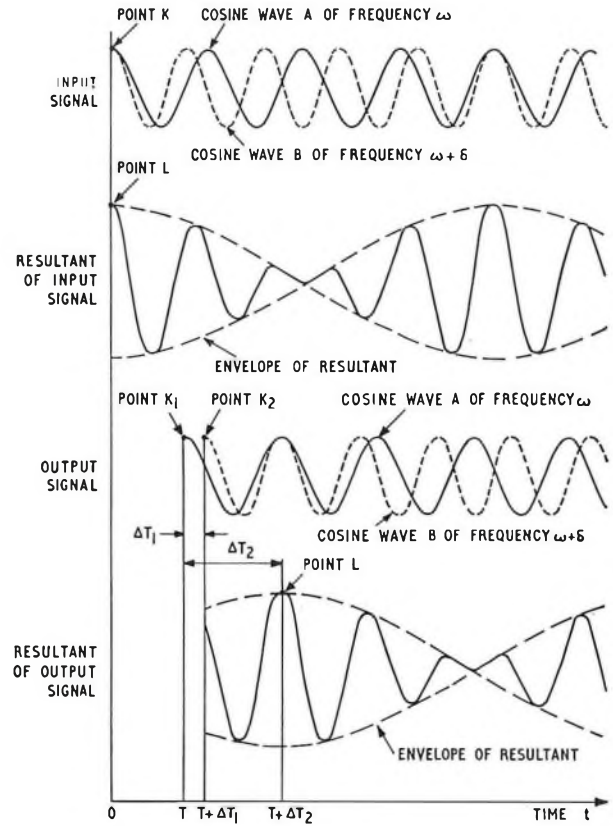 POINT K
COSINE WAVE A OF FREQUENCY ω
INPUT
SIGNAL
COSINE WAVE B OF FREQUENCY ω + δ
POINT L
RESULTANT
OF INPUT
SIGNAL
ENVELOPE OF RESULTANT
POINT K₁
POINT K₂
COSINE WAVE A OF FREQUENCY ω
OUTPUT
SIGNAL
COSINE WAVE B OF FREQUENCY ω+δ
ΔT₁
ΔT₂
POINT L
RESULTANT
OF OUTPUT
SIGNAL
ENVELOPE OF RESULTANT
0 T T+ ΔT₁ T+ ΔT₂ TIME t